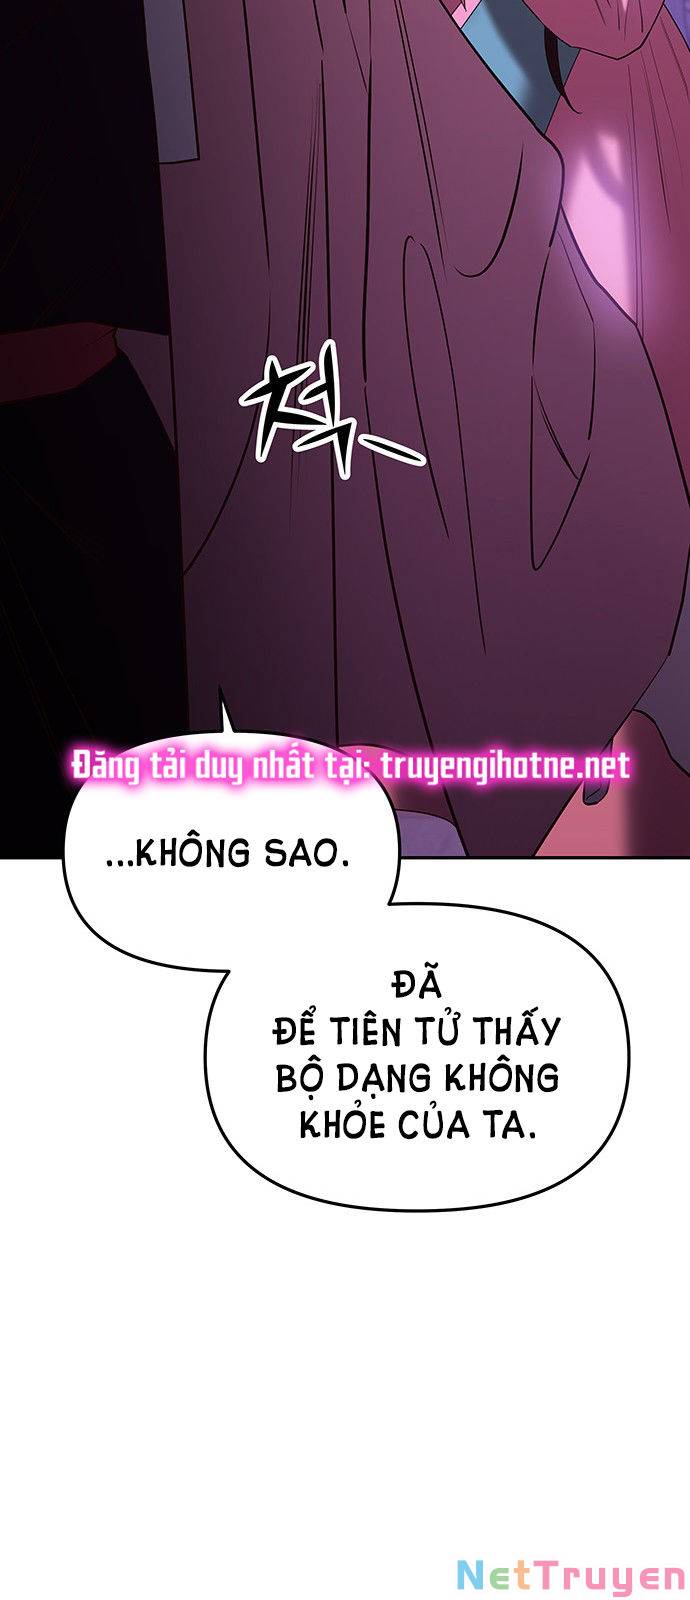 척-
Đăng tải duy nhất tại: truyengihotne.net
...KHÔNG SAO.
ĐÃ
ĐỂ TIÊN TỬ THẤY
BỘ DẠNG KHÔNG
KHỎE CỦA TA.
NetTruyen